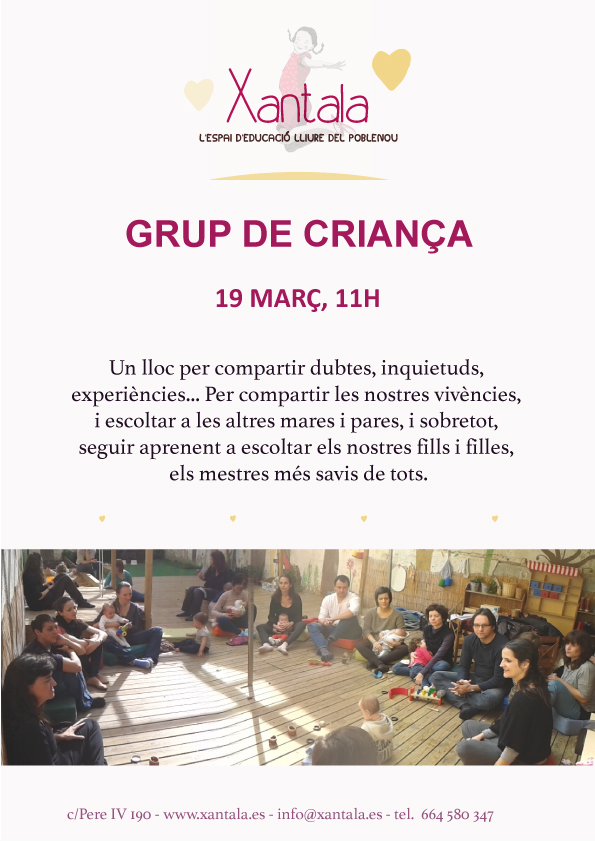 Xantala
L'ESPAI D'EDUCACIÓ LLIURE DEL POBLENOU
GRUP DE CRIANÇA
19 MARÇ, 11H
Un lloc per compartir dubtes, inquietuds,
experiències... Per compartir les nostres vivències,
i escoltar a les altres mares i pares, i sobretot,
seguir aprenent a escoltar els nostres fills i filles,
els mestres més savis de tots.
c/Pere IV 190 - www.xantala.es - info@xantala.es - tel. 664 580 347